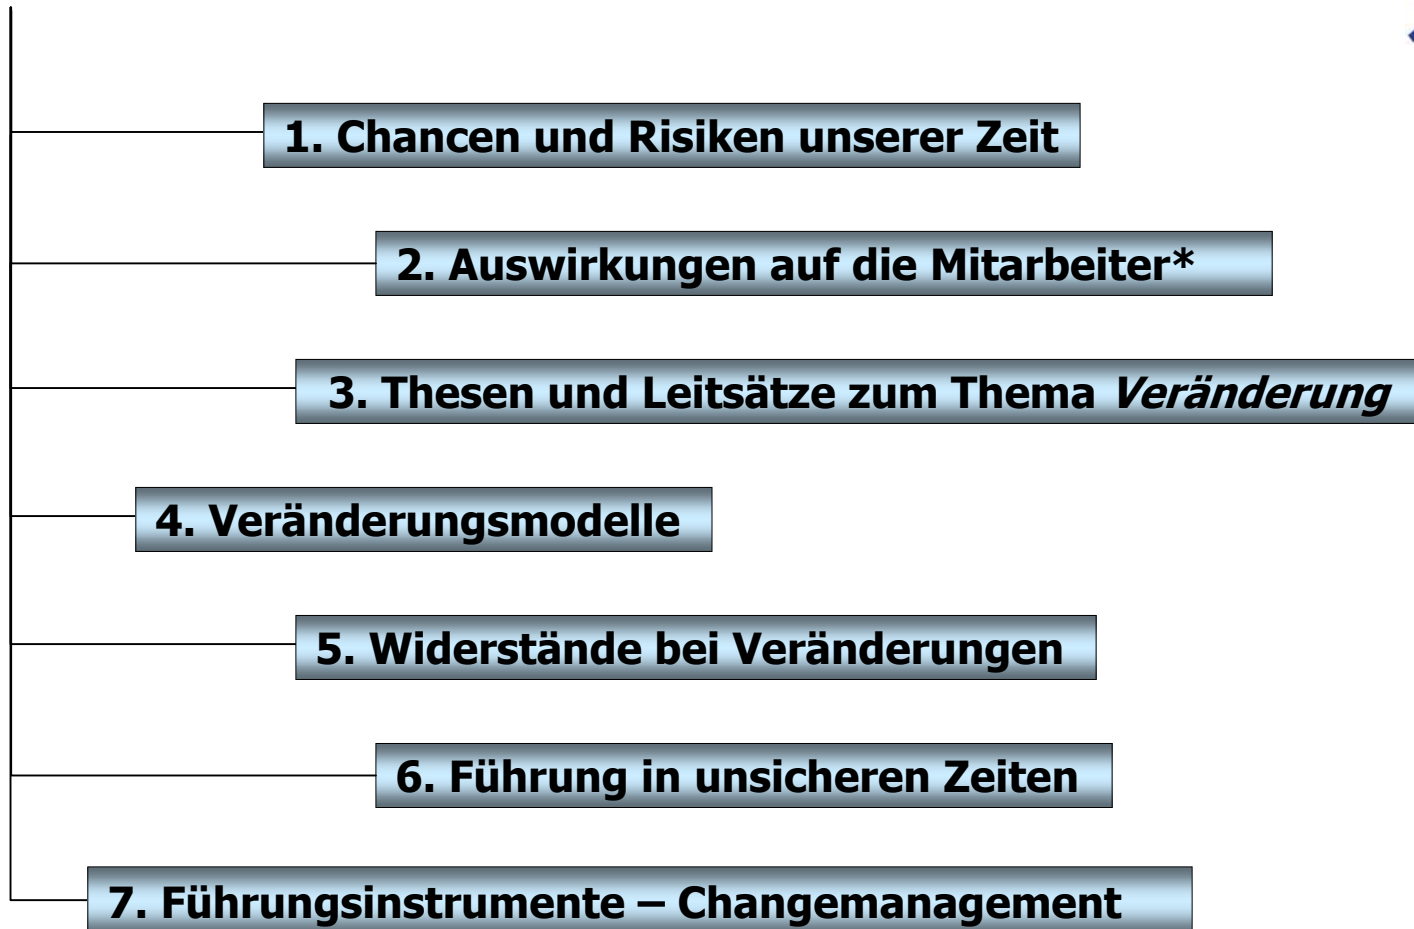 1. Chancen und Risiken unserer Zeit
2. Auswirkungen auf die Mitarbeiter*
3. Thesen und Leitsätze zum Thema Veränderung
4. Veränderungsmodelle
5. Widerstände bei Veränderungen
6. Führung in unsicheren Zeiten
7. Führungsinstrumente – Changemanagement